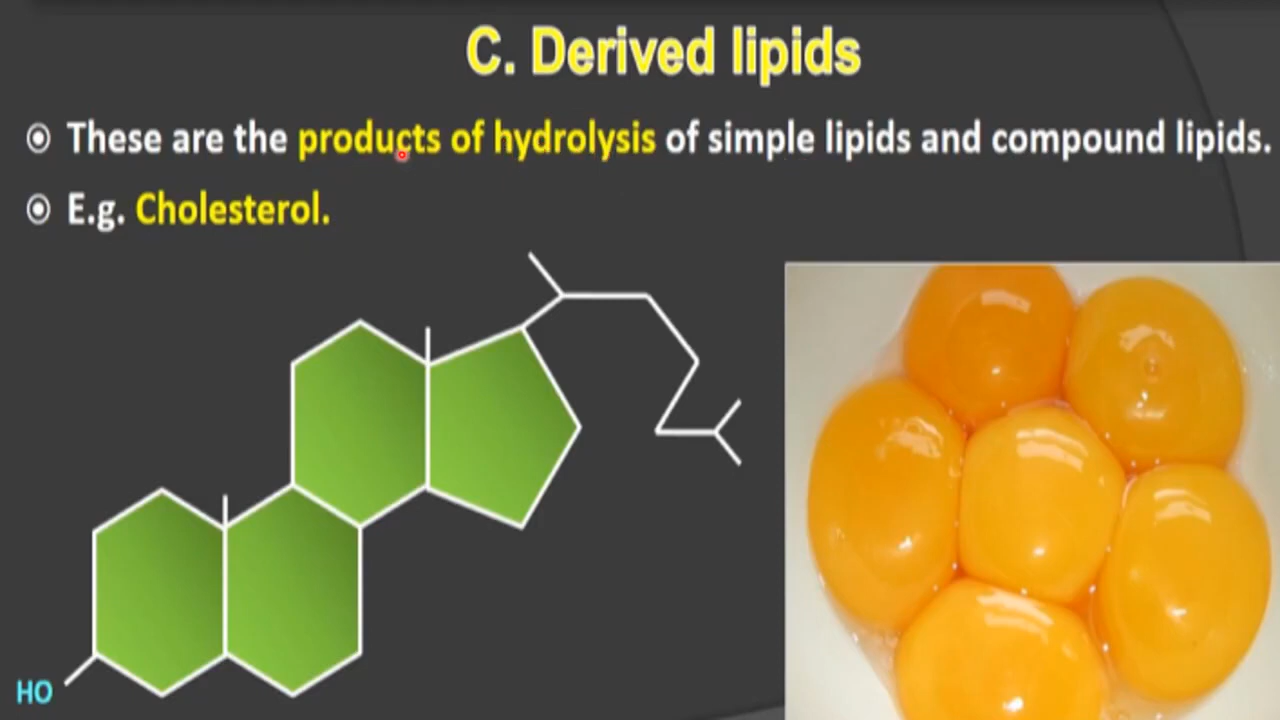 C. Derived lipids
These are the products of hydrolysis of simple lipids and compound lipids.
E.g. Cholesterol.
HO